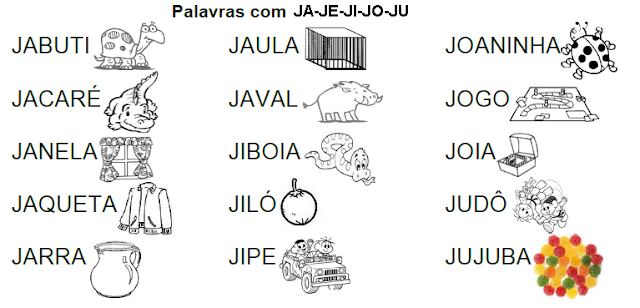 Palavras com JA-JE-JI-JO-JU
JABUTI
JACARÉ
JANELA
JAQUETA
JARRA
JAULA
JAVAL
JIBOIA
JILÓ
JIPE
JOANINHA
JOGO
JOIA
JUDÔ
JUJUBA